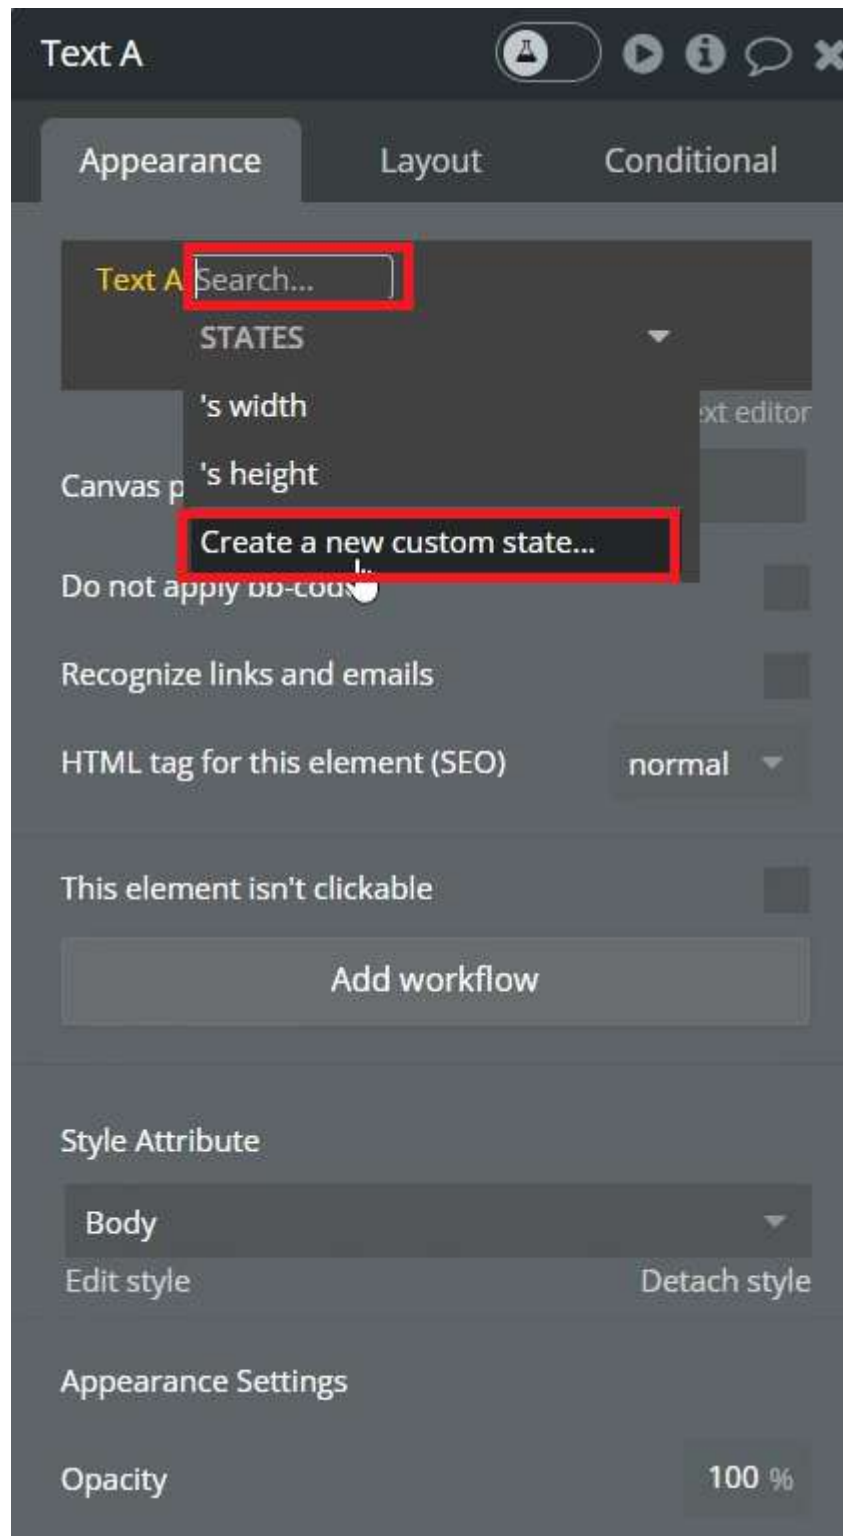 Text A
Appearance Layout Conditional
Text A Search...
STATES
's width
ext editor
's height
Canvas p
Create a new custom state...
Do not apply bb-cod
Recognize links and emails
HTML tag for this element (SEO) normal
This element isn't clickable
Add workflow
Style Attribute
Body
Edit style Detach style
Appearance Settings
Opacity 100 %